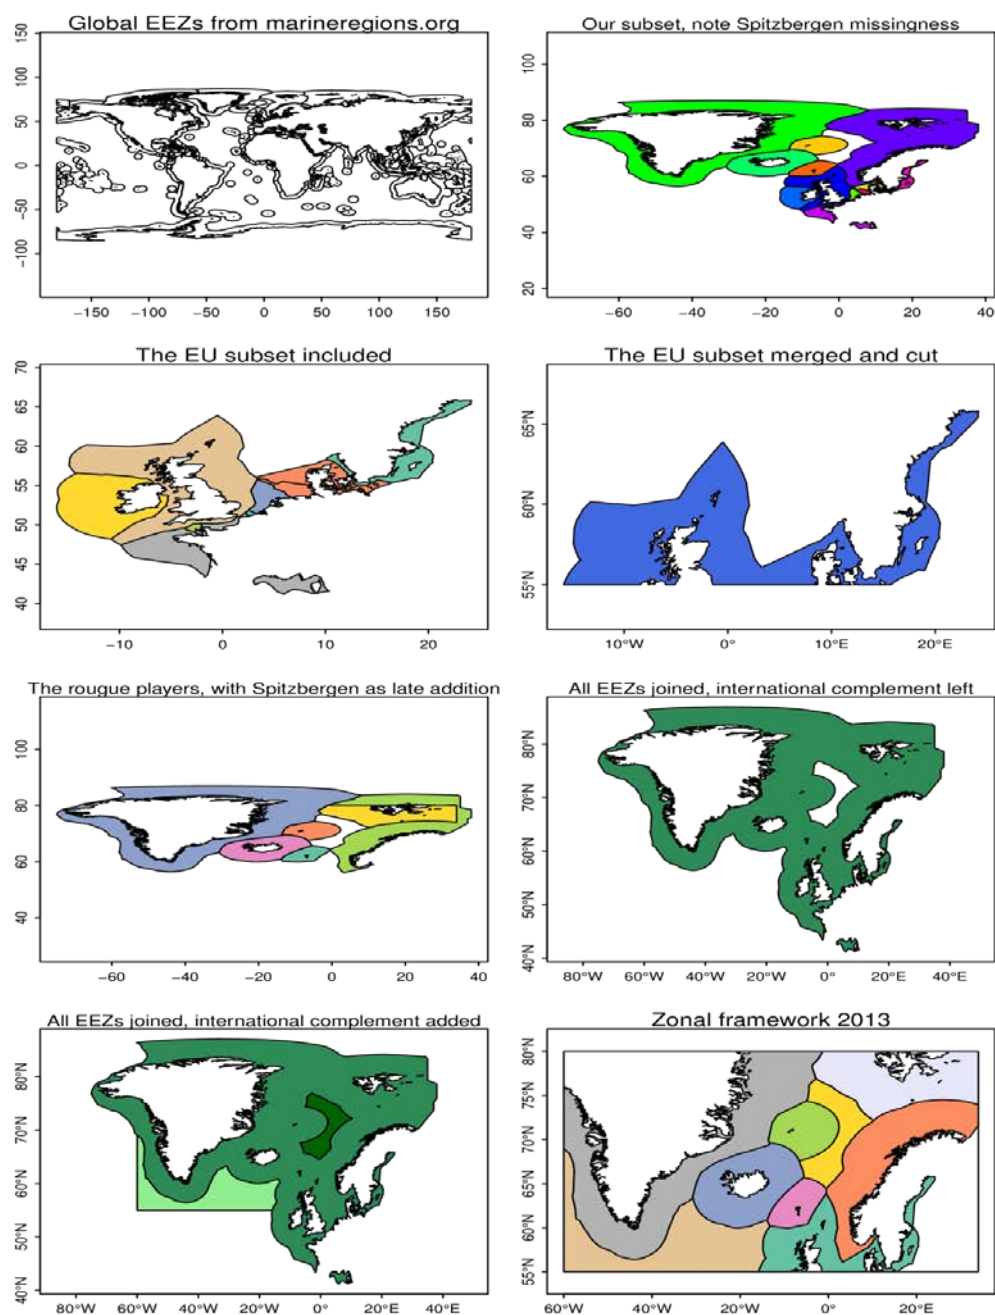 Global EEZs from marineregions.org
150
100
50
0
−50
−100
−150 −100 −50 0 50 100 150
Our subset, note Spitzbergen missingness
100
80
60
40
20
−60 −40 −20 0 20 40
The EU subset included
70
65
60
55
50
45
40
−10 0 10 20
The EU subset merged and cut
65°N
60°N
55°N
10°W 0° 10°E 20°E
The rougue players, with Spitzbergen as late addition
100
80
60
40
−60 −40 −20 0 20 40
All EEZs joined, international complement left
80°N
70°N
60°N
50°N
40°N
80°W 60°W 40°W 20°W 0° 20°E 40°E
All EEZs joined, international complement added
80°N
70°N
60°N
50°N
40°N
80°W 60°W 40°W 20°W 0° 20°E 40°E
Zonal framework 2013
80°N
75°N
70°N
65°N
60°N
55°N
60°W 40°W 20°W 0° 20°E